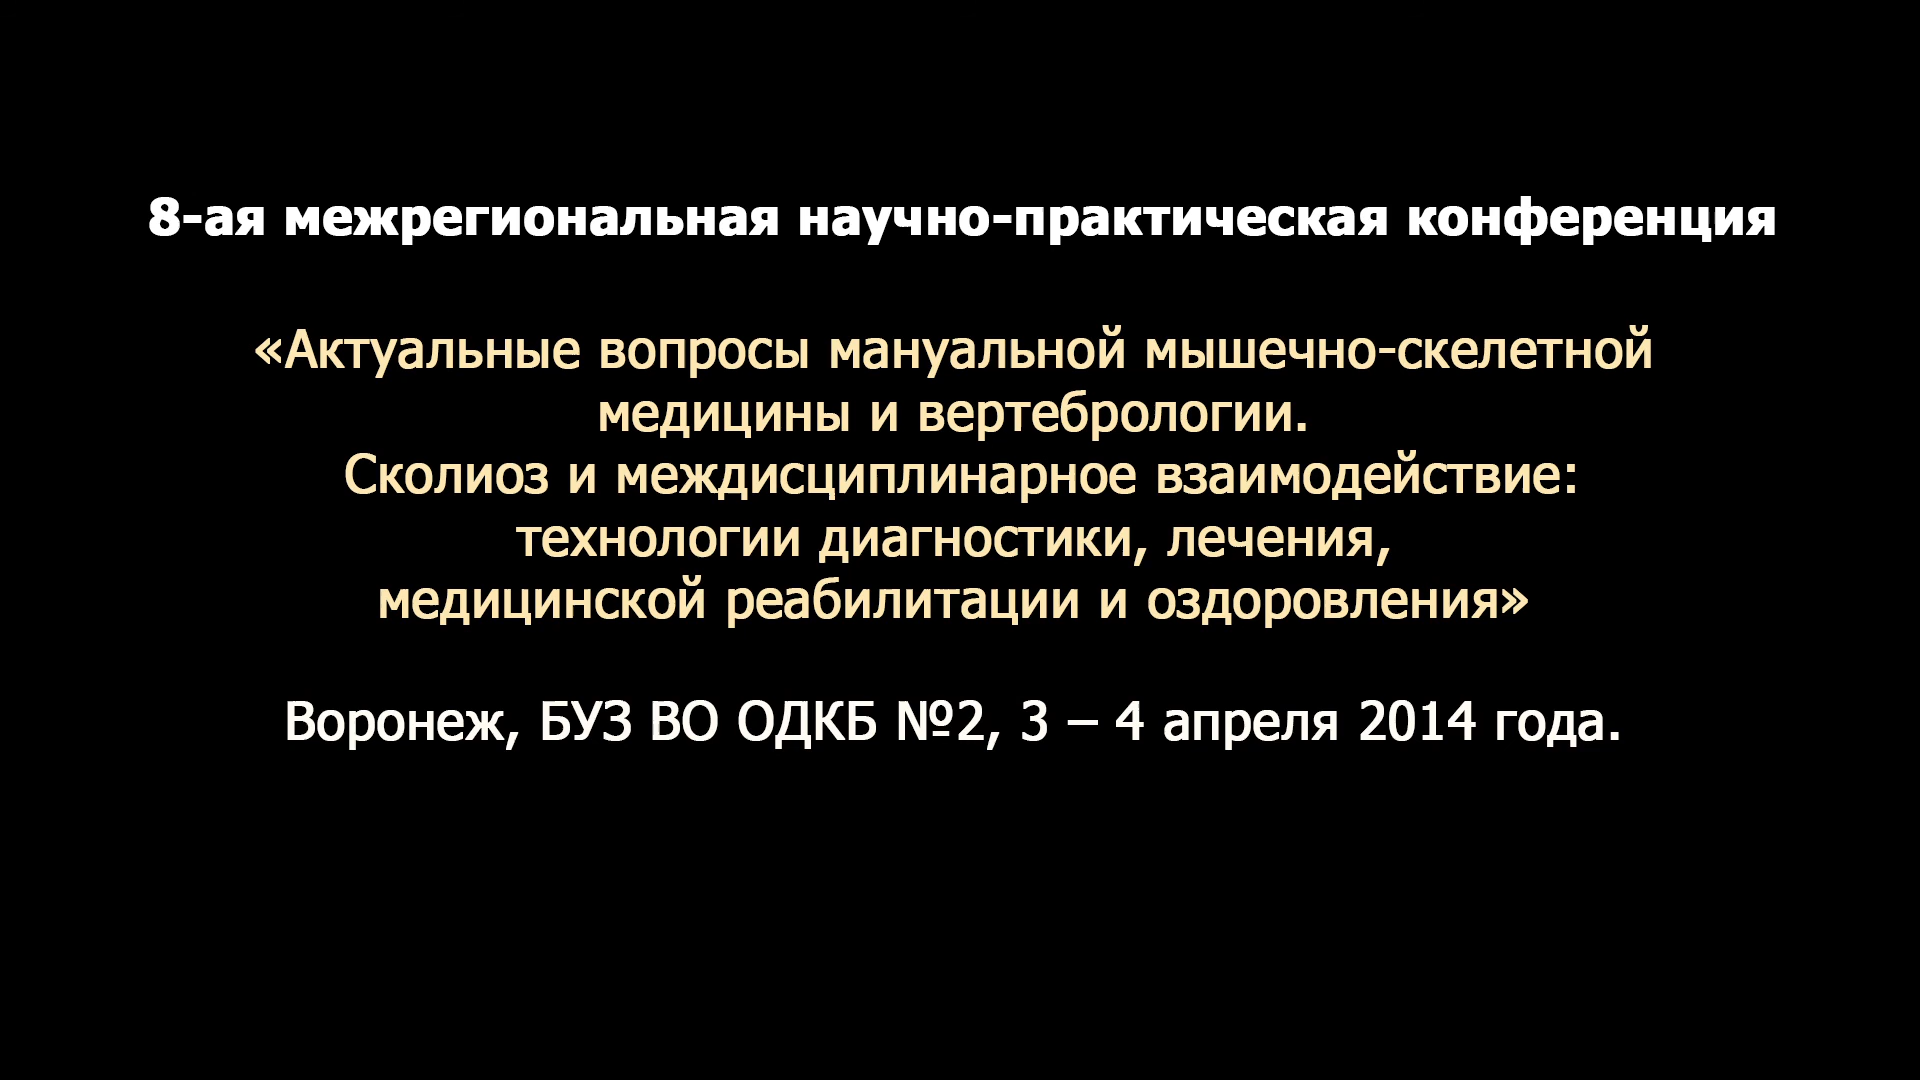 8-ая межрегиональная научно-практическая конференция
«Актуальные вопросы мануальной мышечно-скелетной
медицины и вертебрологии.
Сколиоз и междисциплинарное взаимодействие:
технологии диагностики, лечения,
медицинской реабилитации и оздоровления»
Воронеж, БУЗ ВО ОДКБ №2, 3 – 4 апреля 2014 года.